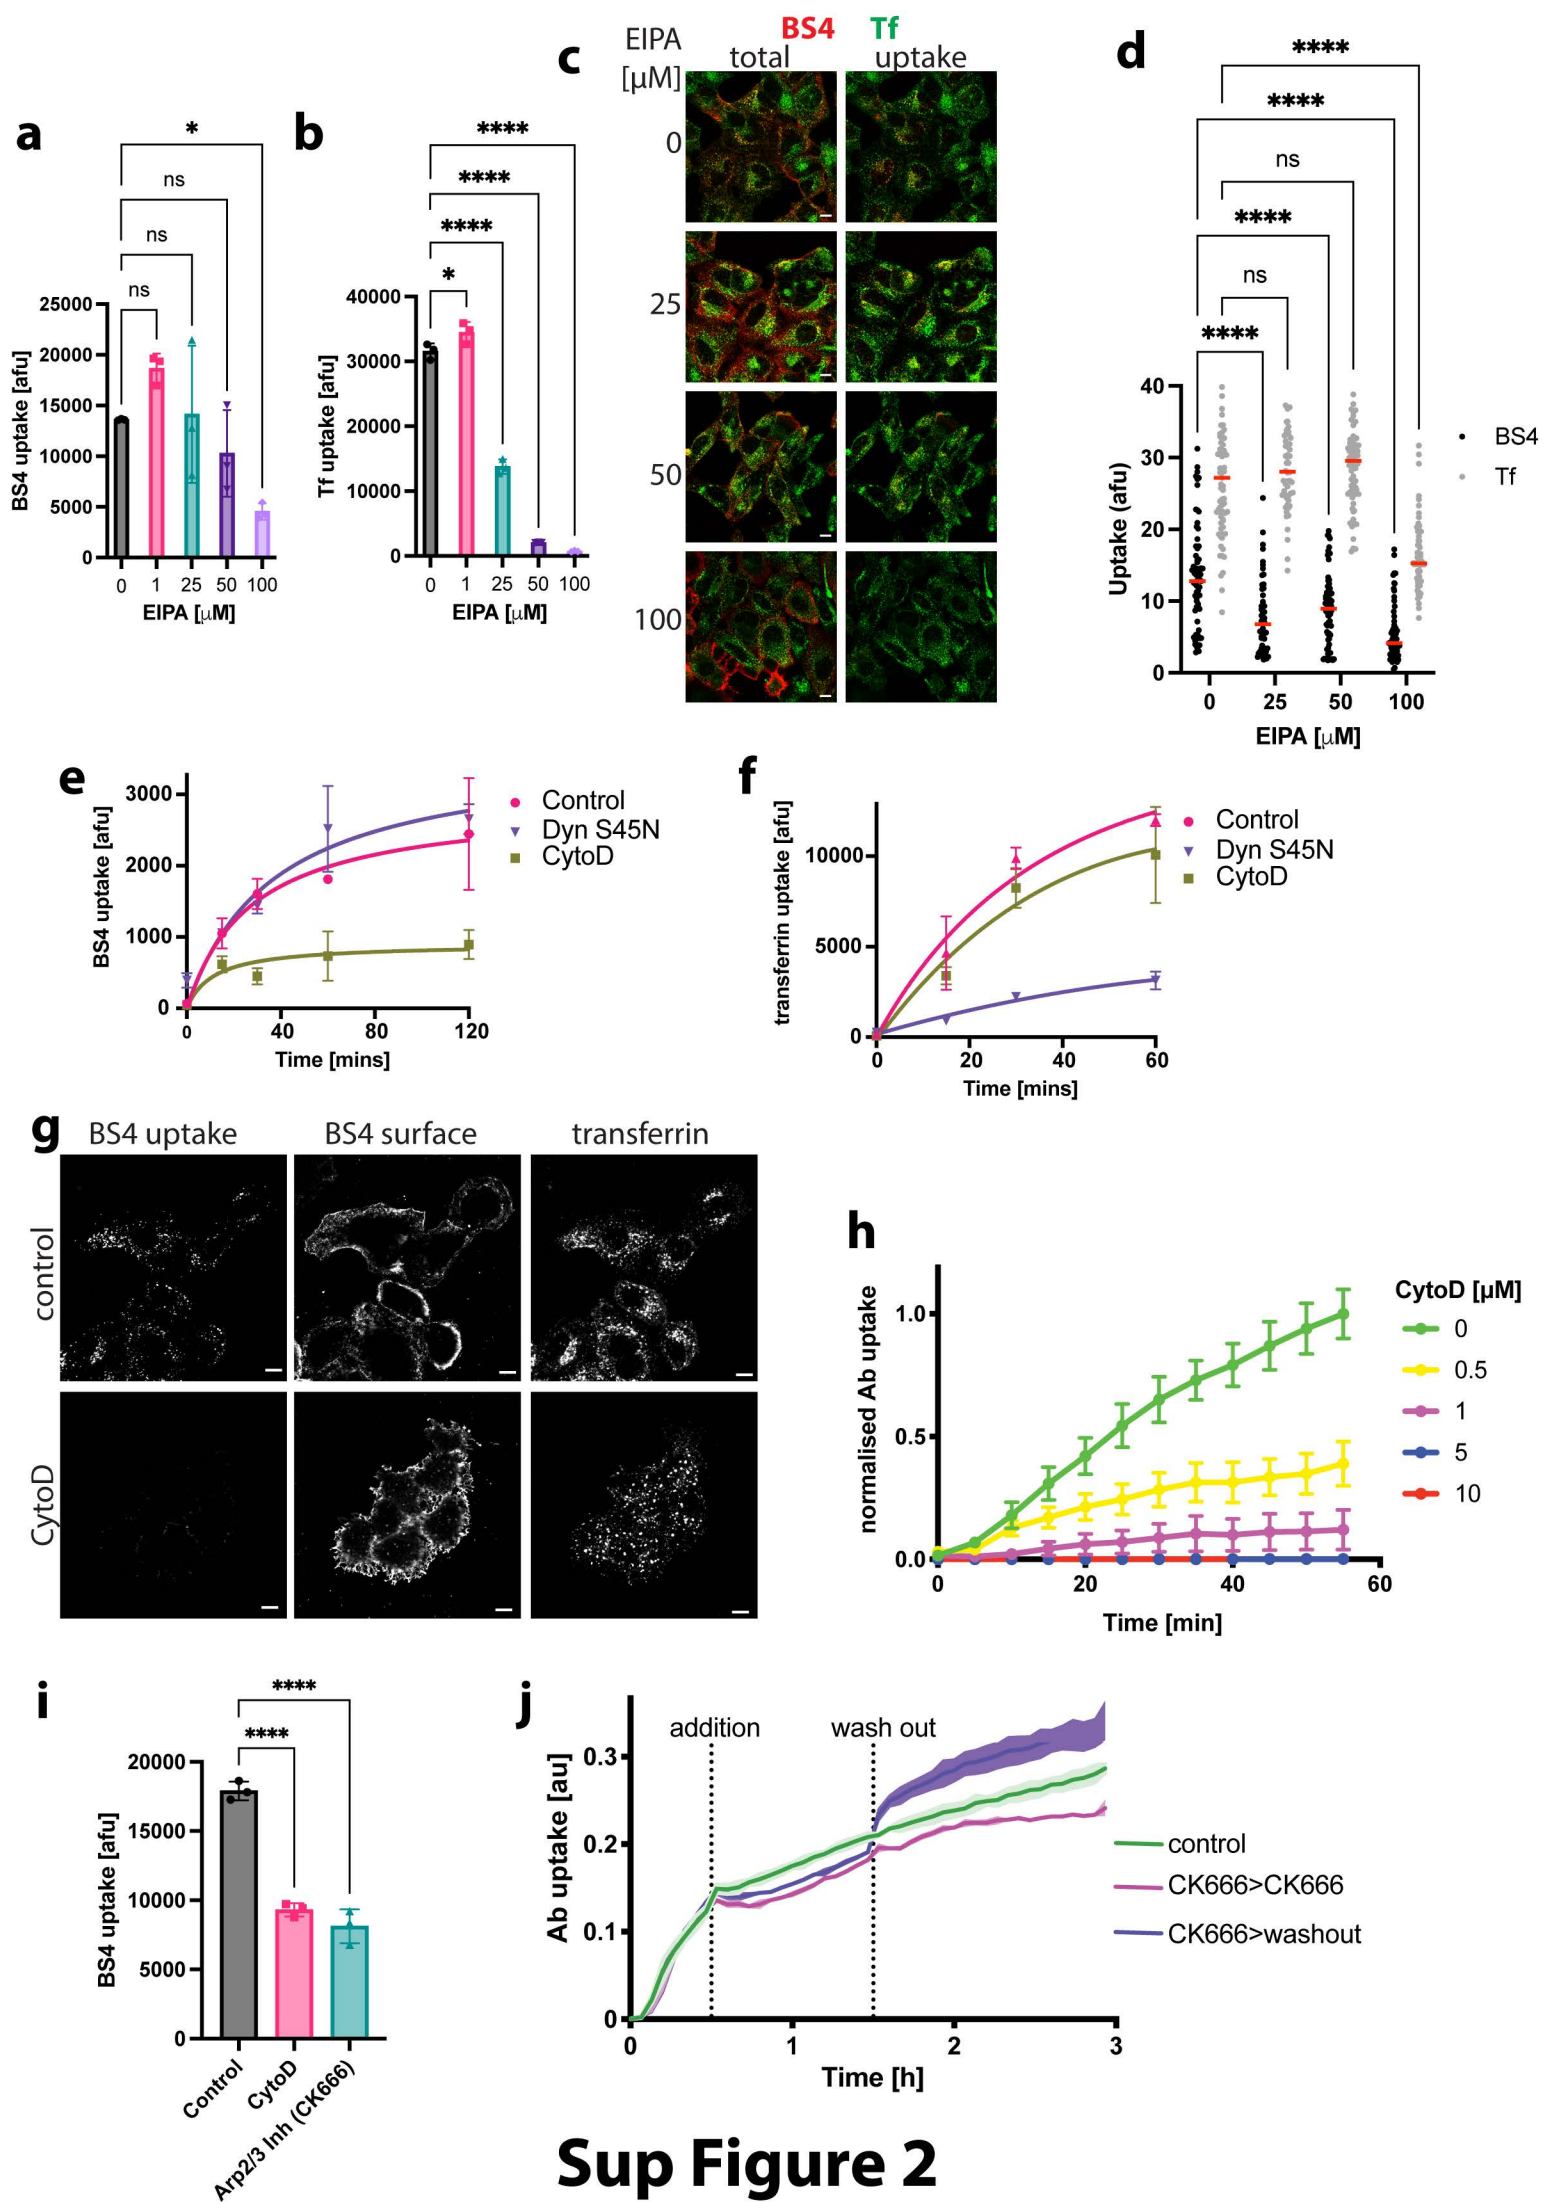 a
*
ns
ns
ns
25000
20000
15000
10000
5000
0
BS4 uptake [afu]
0 1 25 50 100
EIPA [µM]
b
****
****
****
*
40000
30000
20000
10000
0
Tf uptake [afu]
0 1 25 50 100
EIPA [µM]
c
BS4 Tf
EIPA
[µM]
total uptake
0
25
50
100
d
****
****
ns
****
ns
****
40
30
20
10
0
Uptake (afu)
0 25 50 100
EIPA [µM]
BS4
Tf
e
3000
2000
1000
0
BS4 uptake [afu]
0 40 80 120
Time [mins]
Control
Dyn S45N
CytoD
f
10000
5000
0
transferrin uptake [afu]
0 20 40 60
Time [mins]
Control
Dyn S45N
CytoD
g
BS4 uptake BS4 surface transferrin
control
CytoD
h
1.0
0.5
0.0
normalised Ab uptake
0 20 40 60
Time [min]
CytoD [µM]
0
0.5
1
5
10
i
****
****
20000
15000
10000
5000
0
BS4 uptake [afu]
Control
CytoD
Arp2/3 Inh (CK666)
j
addition wash out
0.3
0.2
0.1
0
Ab uptake [au]
0 1 2 3
Time [h]
control
CK666>CK666
CK666>washout
Sup Figure 2